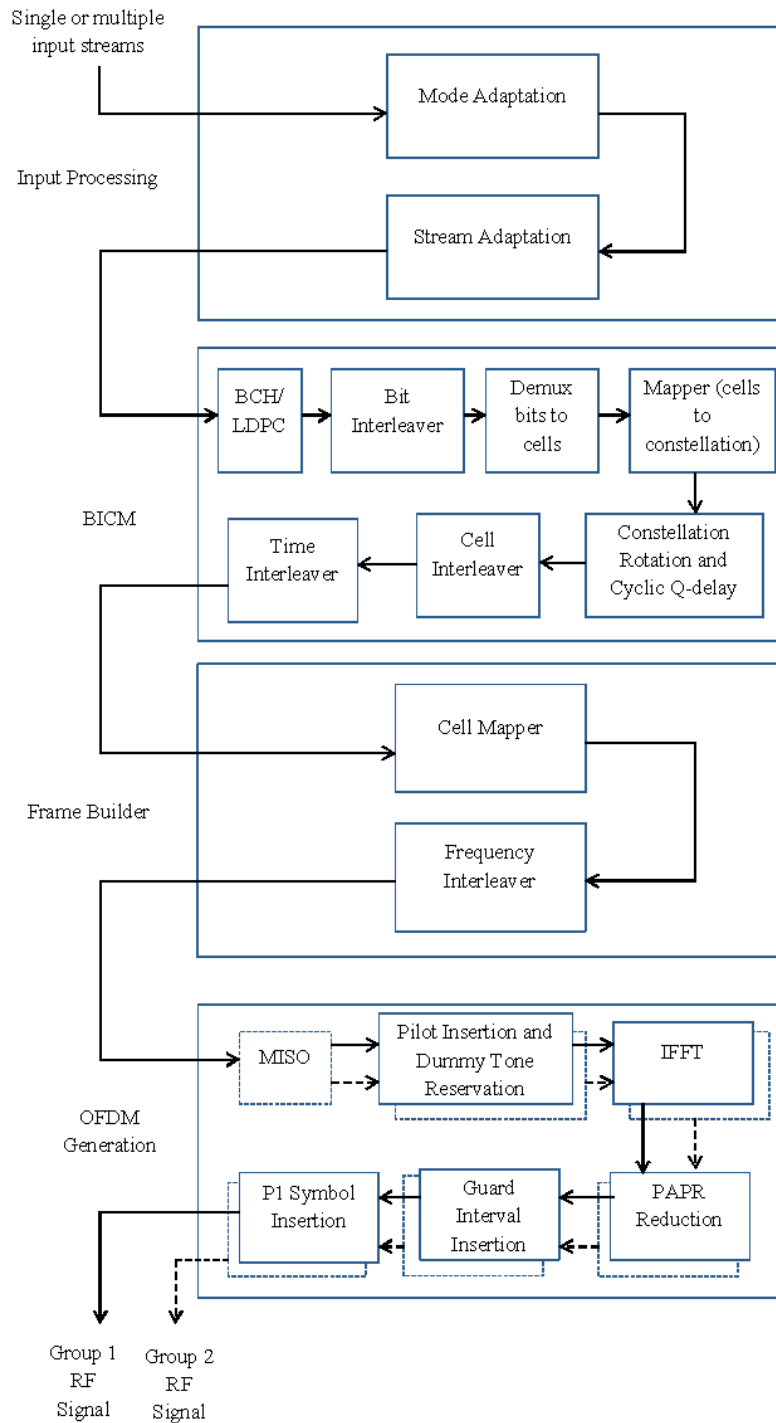 Single or multiple
input streams
Mode Adaptation
Input Processing
Stream Adaptation
BCH/
LDPC
Bit
Interleaver
Demux
bits to
cells
Mapper (cells
to
constellation)
BICM
Time
Interleaver
Cell
Interleaver
Constellation
Rotation and
Cyclic Q-delay
Cell Mapper
Frame Builder
Frequency
Interleaver
MISO
Pilot Insertion and
Dummy Tone
Reservation
IFFT
OFDM
Generation
P1 Symbol
Insertion
Guard
Interval
Insertion
PAPR
Reduction
Group 1
RF
Signal
Group 2
RF
Signal